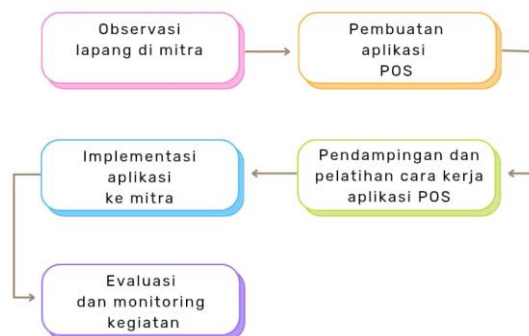 Observasi
lapang di mitra
Pembuatan
aplikasi
POS
Pendampingan dan
pelatihan cara kerja
aplikasi POS
Implementasi
aplikasi
ke mitra
Evaluasi
dan monitoring
kegiatan